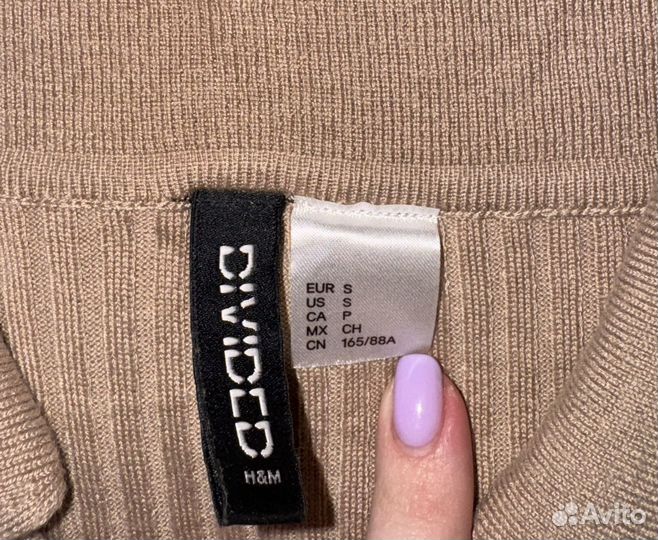 DIVIDED
H&M
EUR S
US S
CA P
MX CH
CN 165/88A
Avito